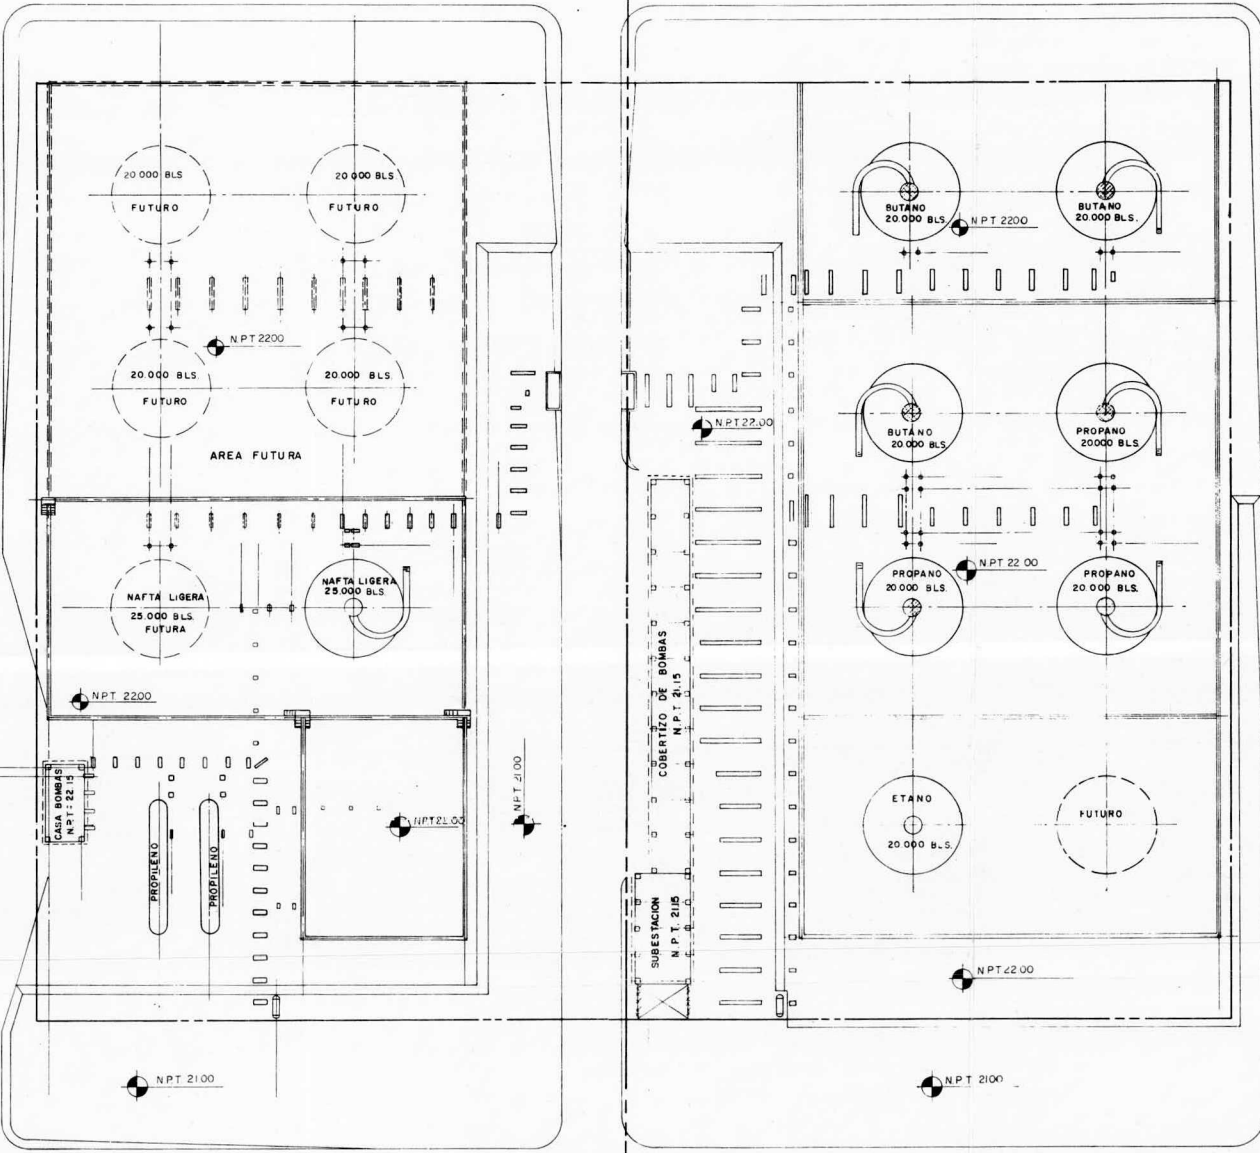 20 000 BLS
FUTURO
20 000 BLS
FUTURO
N.P.T 2200
20.000 BLS.
FUTURO
20.000 BLS.
FUTURO
AREA FUTURA
NAFTA LIGERA
25.000 BLS.
FUTURA
NAFTA LIGERA
25.000 BLS.
N.P.T. 22.00
CASA BOMBAS
N.P.T. : 22.15
PROPILENO
PROPILENO
N.P.T. 21.00
N.P.T. 21.00
BUTANO
20.000 BLS.
N P T 2200
BUTANO
20.000 BLS.
N.P.T 22.00
BUTANO
20.000 BLS.
PROPANO
20.000 BLS.
PROPANO
20.000 BLS.
N.P.T 22 00
PROPANO
20.000 BLS.
COBERTIZO DE BOMBAS
N.P.T. 21.15
ETANO
20 000 BLS.
FUTURO
SUBESTACION
N.P.T. 21.15
N P T 22 00
N.P.T 2100